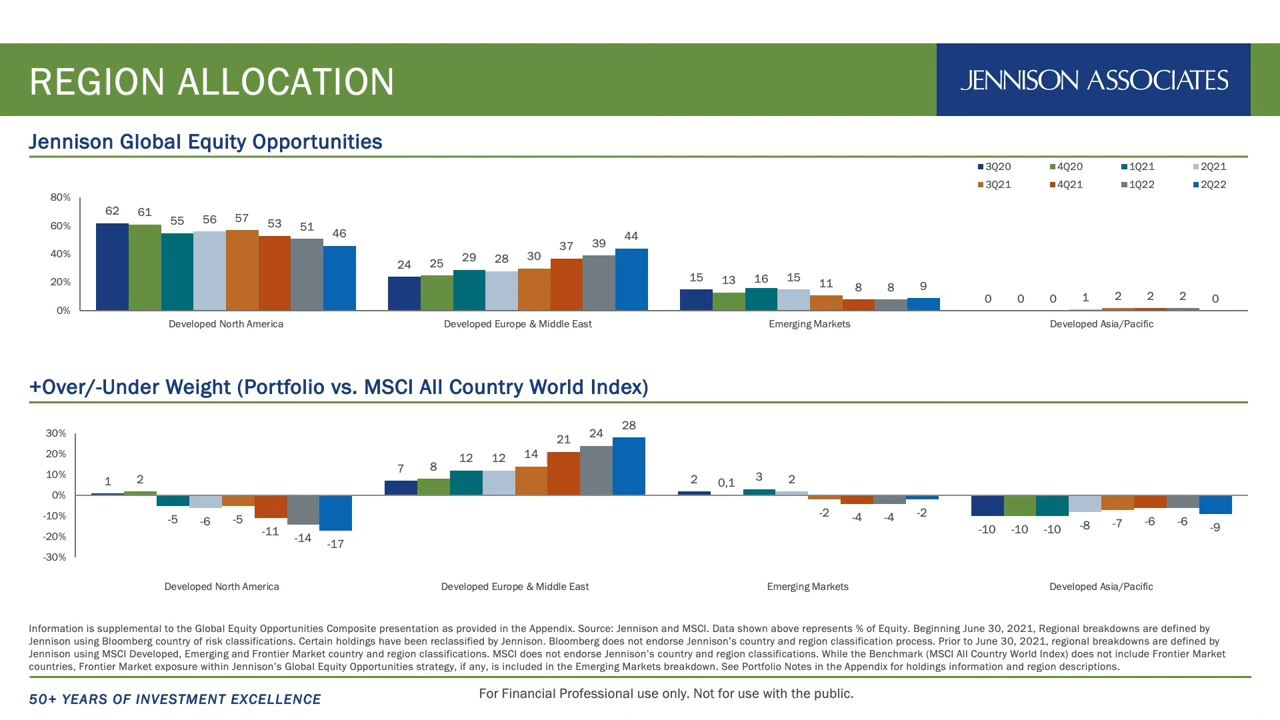 REGION ALLOCATION
JENNISON ASSOCIATES
Jennison Global Equity Opportunities
3Q20 4Q20 1Q21 2Q21
3Q21 4Q21 1Q22 2Q22
80%
60%
40%
20%
0%
62 61 55 56 57 53 51 46
24 25 29 28 30 37 39 44
15 13 16 15 11 8 8 9
0 0 0 1 2 2 2 0
Developed North America
Developed Europe & Middle East
Emerging Markets
Developed Asia/Pacific
+Over/-Under Weight (Portfolio vs. MSCI All Country World Index)
30%
20%
10%
0%
-10%
-20%
-30%
1 2 -5 -6 -5 -11 -14 -17
7 8 12 12 14 21 24 28
2 0,1 3 2 -2 -4 -4 -2
-10 -10 -10 -8 -7 -6 -6 -9
Developed North America
Developed Europe & Middle East
Emerging Markets
Developed Asia/Pacific
Information is supplemental to the Global Equity Opportunities Composite presentation as provided in the Appendix. Source: Jennison and MSCI. Data shown above represents % of Equity. Beginning June 30, 2021, Regional breakdowns are defined by
Jennison using Bloomberg country of risk classifications. Certain holdings have been reclassified by Jennison. Bloomberg does not endorse Jennison's country and region classification process. Prior to June 30, 2021, regional breakdowns are defined by
Jennison using MSCI Developed, Emerging and Frontier Market country and region classifications. MSCI does not endorse Jennison's country and region classifications. While the Benchmark (MSCI All Country World Index) does not include Frontier Market
countries, Frontier Market exposure within Jennison's Global Equity Opportunities strategy, if any, is included in the Emerging Markets breakdown. See Portfolio Notes in the Appendix for holdings information and region descriptions.
50+ YEARS OF INVESTMENT EXCELLENCE
For Financial Professional use only. Not for use with the public.